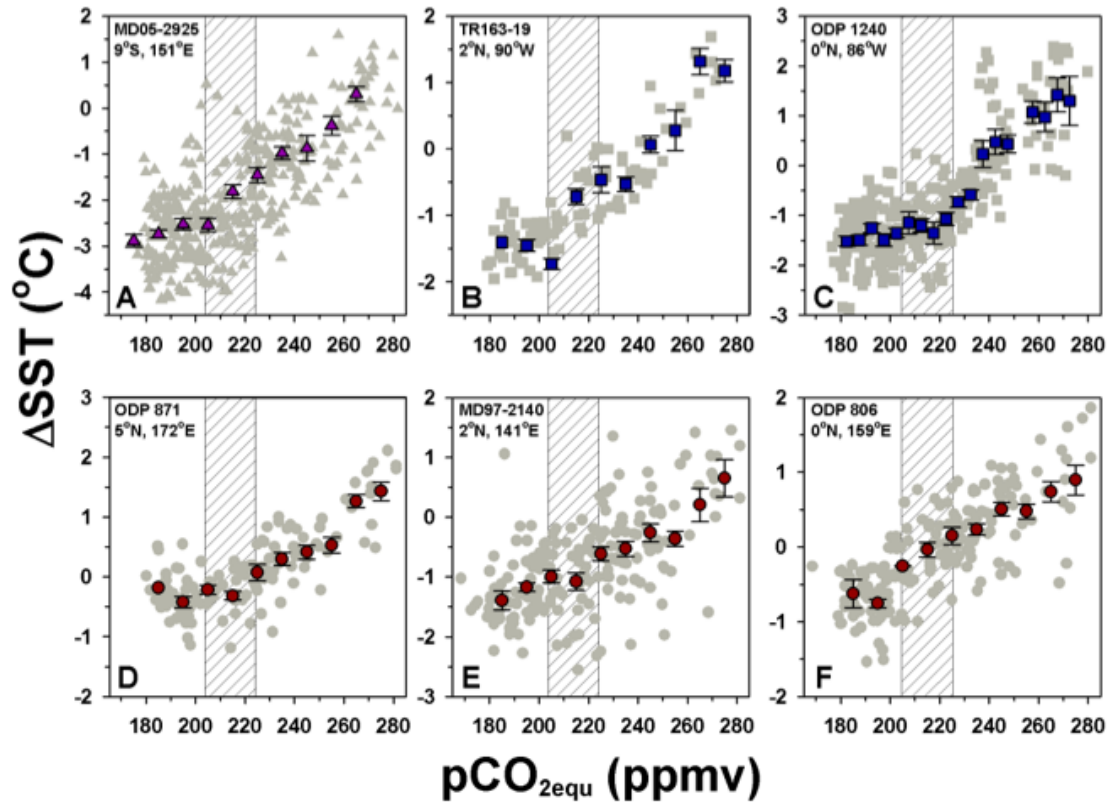 MD05-2925
9°S, 151°E
2
1
0
-1
-2
-3
-4
A
180 200 220 240 260 280
TR163-19
2°N, 90°W
2
1
0
-1
-2
B
180 200 220 240 260 280
ODP 1240
0°N, 86°W
3
2
1
0
-1
-2
-3
C
180 200 220 240 260 280
ΔSST (°C)
ODP 871
5°N, 172°E
3
2
1
0
-1
-2
D
180 200 220 240 260 280
MD97-2140
2°N, 141°E
2
1
0
-1
-2
-3
E
180 200 220 240 260 280
ODP 806
0°N, 159°E
2
1
0
-1
-2
F
180 200 220 240 260 280
pCO2equ (ppmv)